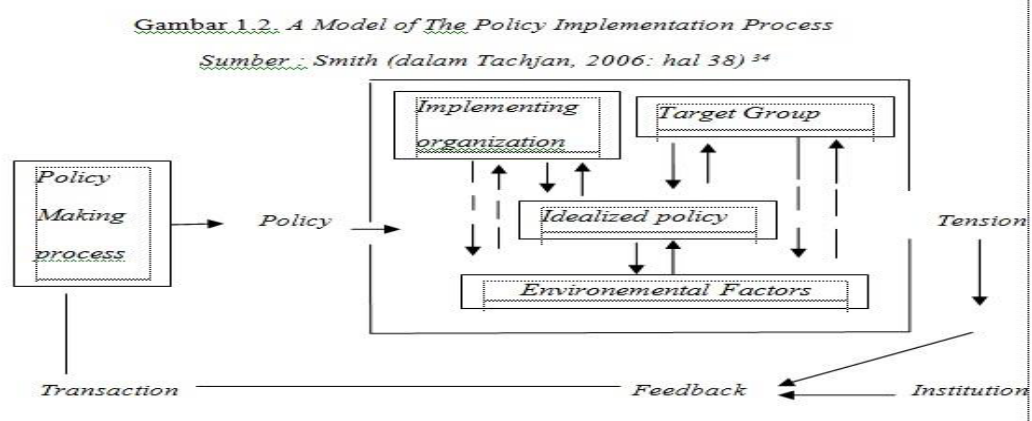 Gambar 1.2. A Model of The Policy Implementation Process
Sumber : Smith (dalam Tachjan, 2006: hal 38) 34
Implementing
organization
Target Group
Policy
Making
process
Policy
Idealized policy
Tension
Environemental Factors
Transaction
Feedback
Institution